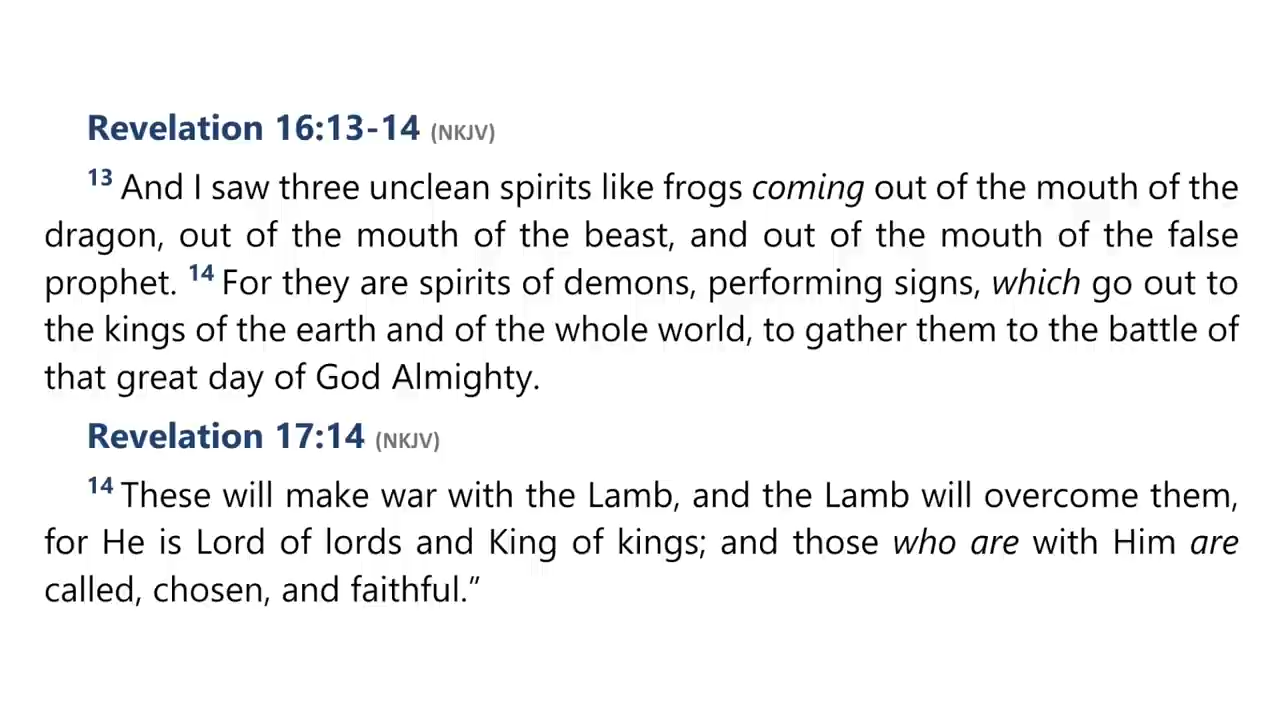 Revelation 16:13-14 (NKJV)
13 And I saw three unclean spirits like frogs coming out of the mouth of the
dragon, out of the mouth of the beast, and out of the mouth of the false
prophet. 14 For they are spirits of demons, performing signs, which go out to
the kings of the earth and of the whole world, to gather them to the battle of
that great day of God Almighty.
Revelation 17:14 (NKJV)
14 These will make war with the Lamb, and the Lamb will overcome them,
for He is Lord of lords and King of kings; and those who are with Him are
called, chosen, and faithful.”